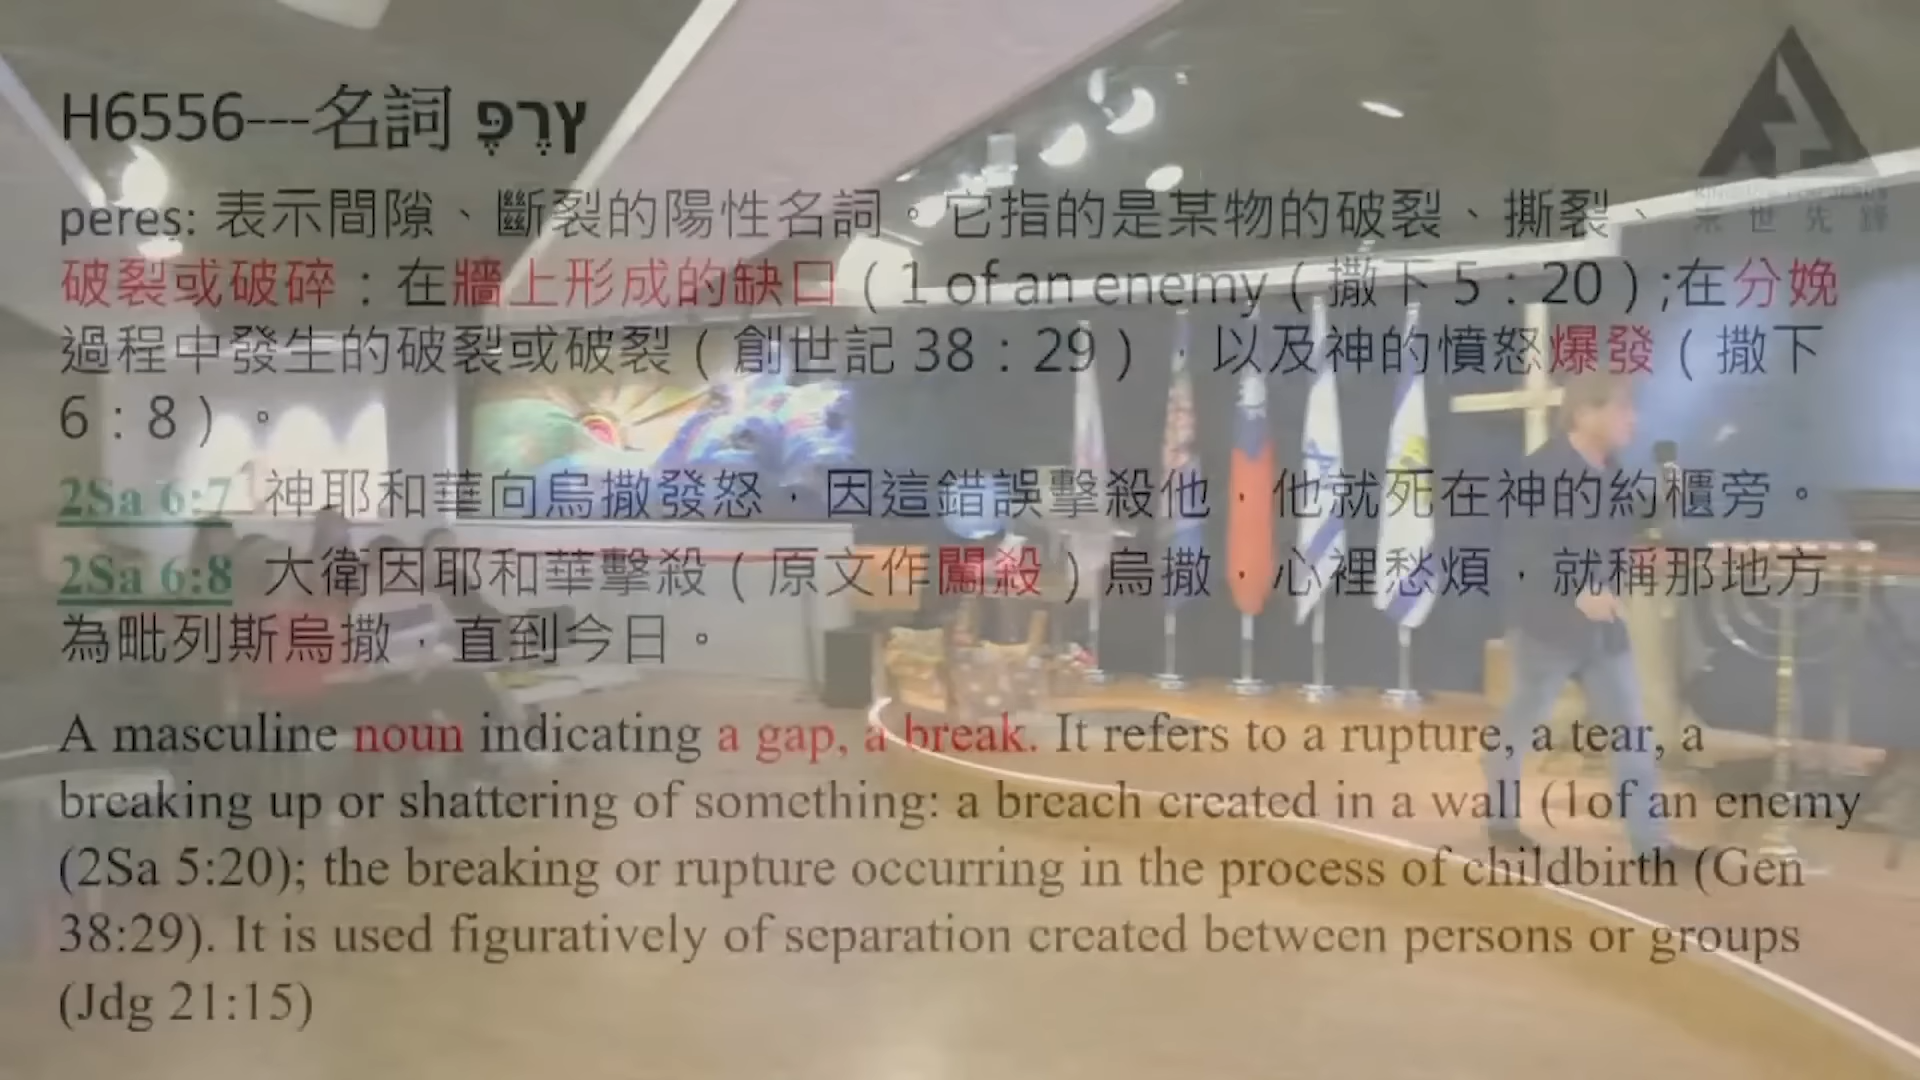 H6556---名詞 פֶּרֶץ
peres: 表示間隙、斷裂的陽性名詞。它指的是某物的破裂、撕裂、
破裂或破碎：在牆上形成的缺口（1 of an enemy（撒下 5：20）;在分娩
過程中發生的破裂或破裂（創世記 38：29），以及神的憤怒爆發（撒下
6：8）。
2Sa 6:7 神耶和華向烏撒發怒，因這錯誤擊殺他，他就死在神的約櫃旁。
2Sa 6:8 大衛因耶和華擊殺（原文作闖殺）烏撒，心裡愁煩，就稱那地方
為毗列斯烏撒，直到今日。
A masculine noun indicating a gap, a break. It refers to a rupture, a tear, a
breaking up or shattering of something: a breach created in a wall (1of an enemy
(2Sa 5:20); the breaking or rupture occurring in the process of childbirth (Gen
38:29). It is used figuratively of separation created between persons or groups
(Jdg 21:15)
末世先鋒